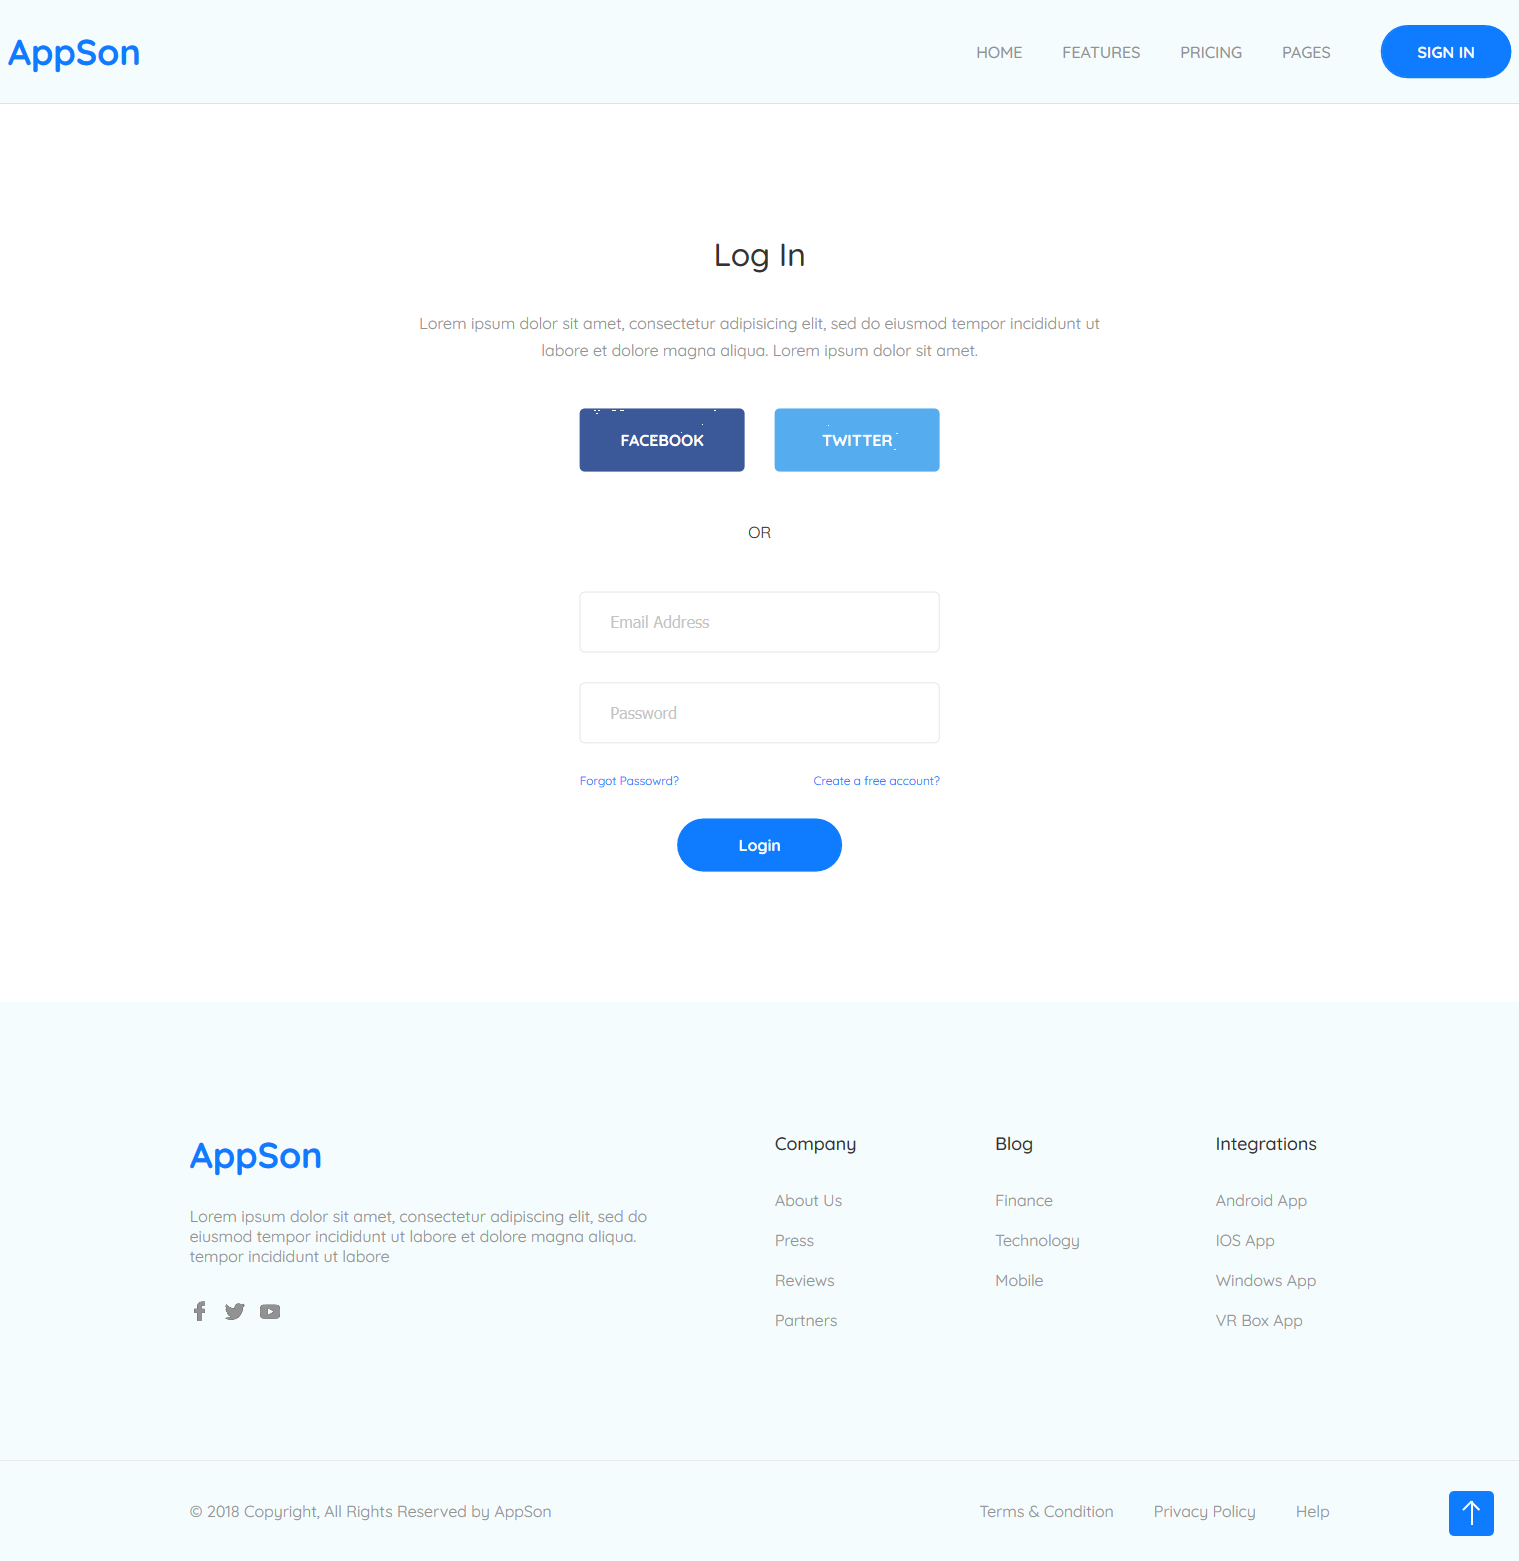 AppSon
HOME FEATURES PRICING PAGES SIGN IN
Log In
Lorem ipsum dolor sit amet, consectetur adipisicing elit, sed do eiusmod tempor incididunt ut
labore et dolore magna aliqua. Lorem ipsum dolor sit amet.
FACEBOOK TWITTER
OR
Email Address
Password
Forgot Passowrd? Create a free account?
Login
AppSon
Lorem ipsum dolor sit amet, consectetur adipiscing elit, sed do
eiusmod tempor incididunt ut labore et dolore magna aliqua.
tempor incididunt ut labore
Company
About Us
Press
Reviews
Partners
Blog
Finance
Technology
Mobile
Integrations
Android App
IOS App
Windows App
VR Box App
© 2018 Copyright, All Rights Reserved by AppSon
Terms & Condition Privacy Policy Help